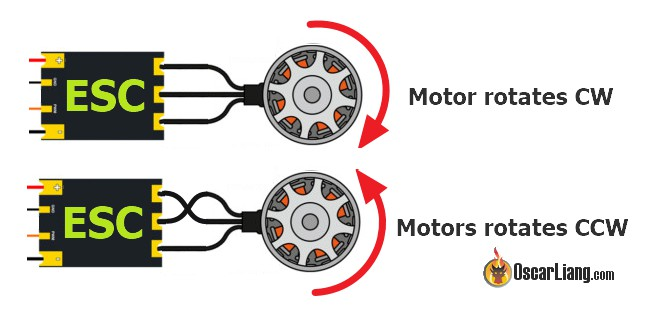 ESC
Motor rotates CW
ESC
Motors rotates CCW
OscarLiang.com